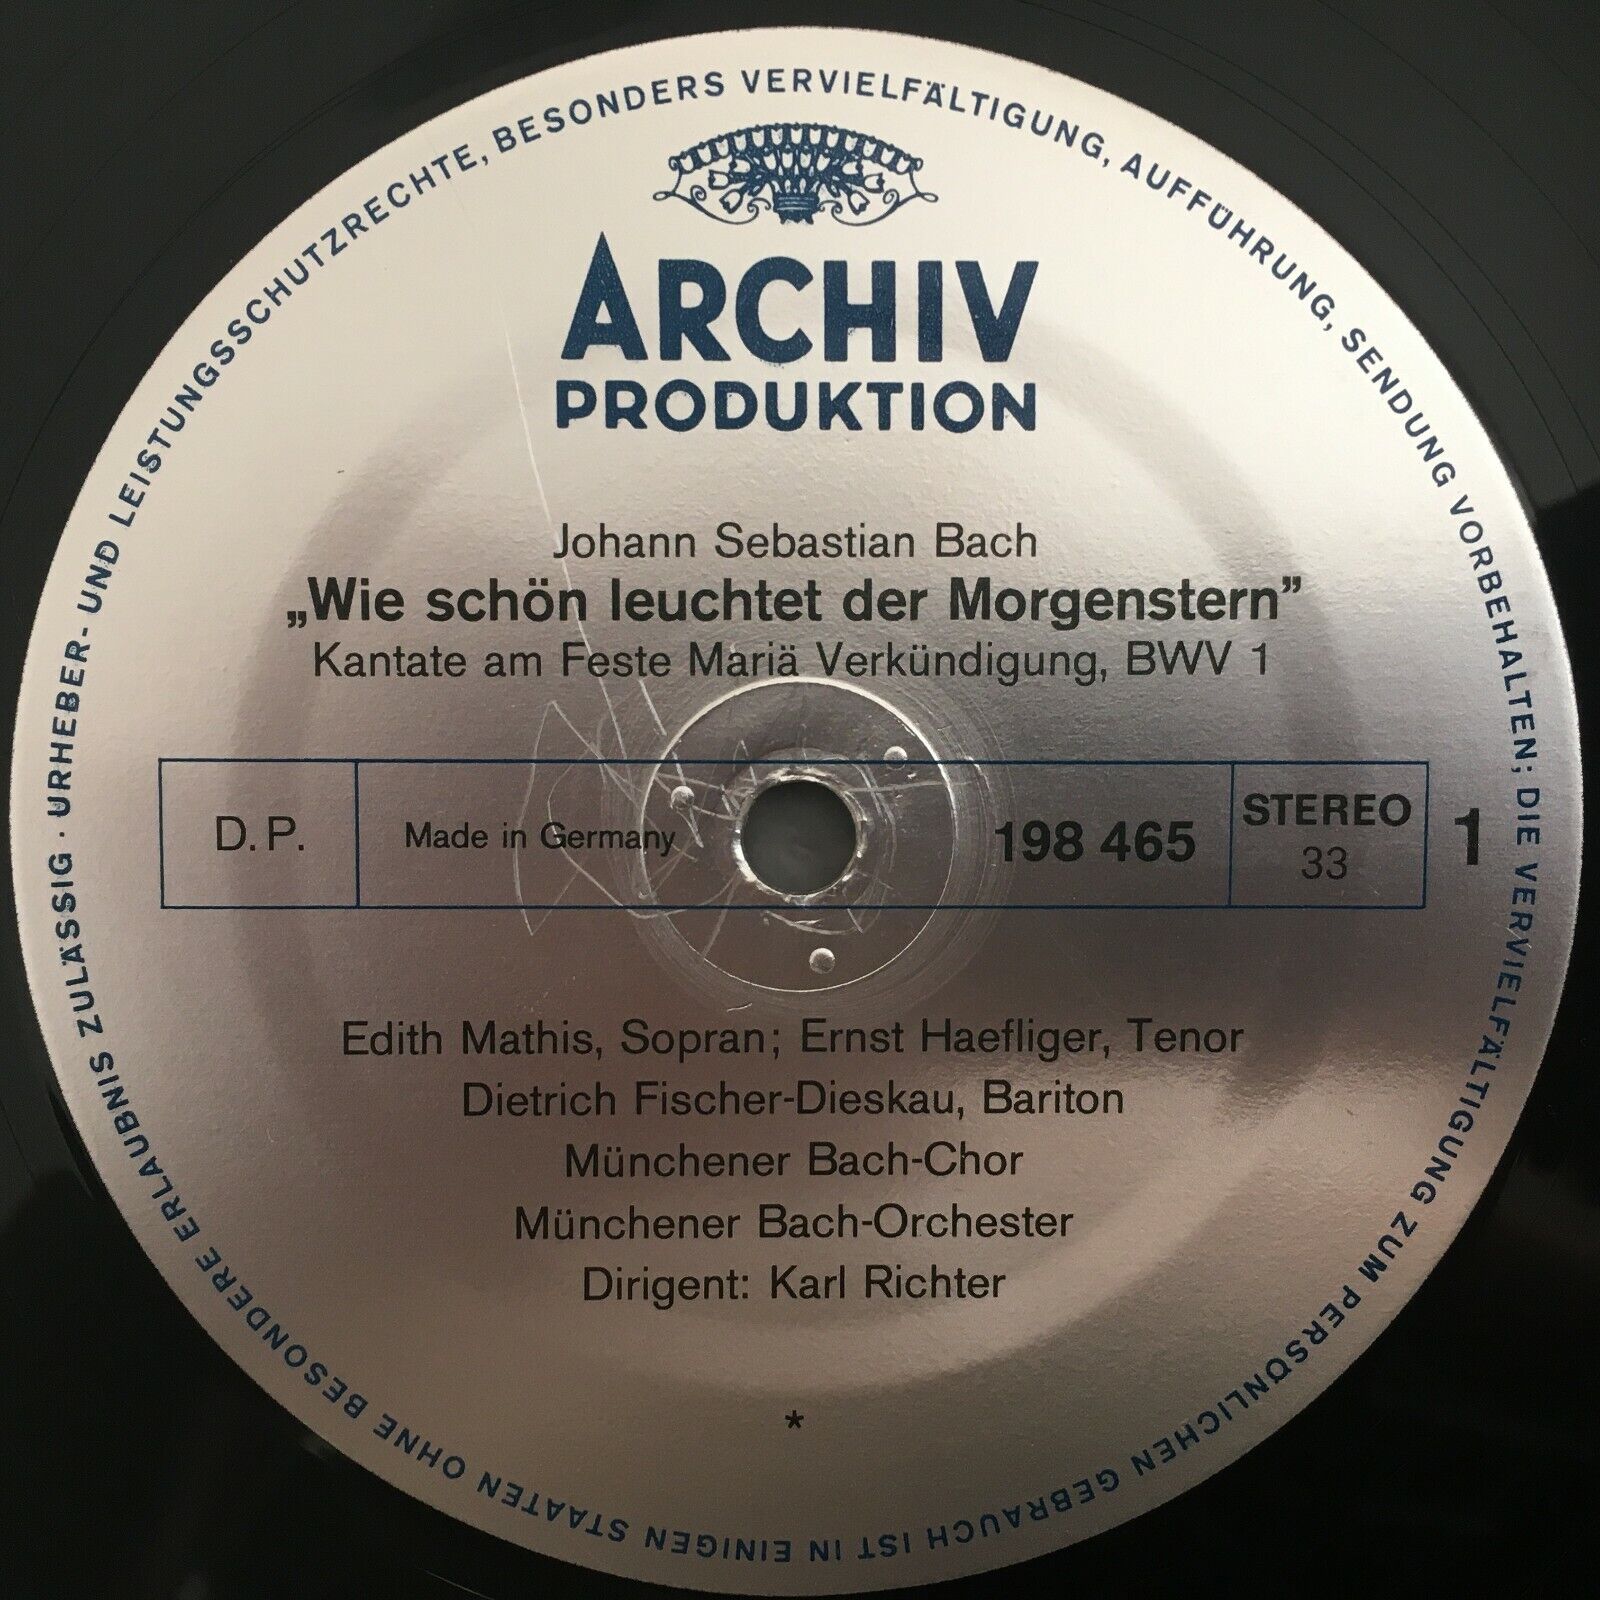 URHEBER- UND LEISTUNGSSCHUTZRECHTE, BESONDERS VERVIELFÄLTIGUNG, AUFFÜHRUNG, SENDUNG VORBEHALTEN; DIE VERVIELFÄLTIGUNG ZUM PERSÖNLICHEN GEBRAUCH IST IN EINIGEN STAATEN OHNE BESONDERE ERLAUBNIS ZULÄSSIG ·
ARCHIV
PRODUKTION
Johann Sebastian Bach
„Wie schön leuchtet der Morgenstern”
Kantate am Feste Mariä Verkündigung, BWV 1
D.P. Made in Germany 198 465 STEREO 1
33
Edith Mathis, Sopran; Ernst Haefliger, Tenor
Dietrich Fischer-Dieskau, Bariton
Münchener Bach-Chor
Münchener Bach-Orchester
Dirigent: Karl Richter
*